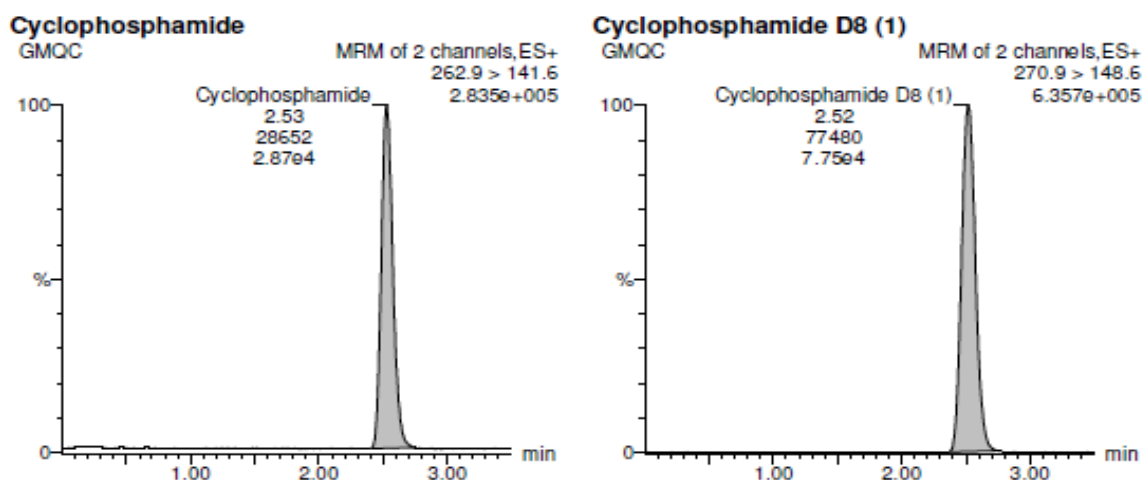 Cyclophosphamide
GMQC
MRM of 2 channels,ES+
262.9 > 141.6
2.835e+005
100
Cyclophosphamide
2.53
28652
2.87e4
%
0
1.00
2.00
3.00
min
Cyclophosphamide D8 (1)
GMQC
MRM of 2 channels,ES+
270.9 > 148.6
6.357e+005
100
Cyclophosphamide D8 (1)
2.52
77480
7.75e4
%
0
1.00
2.00
3.00
min